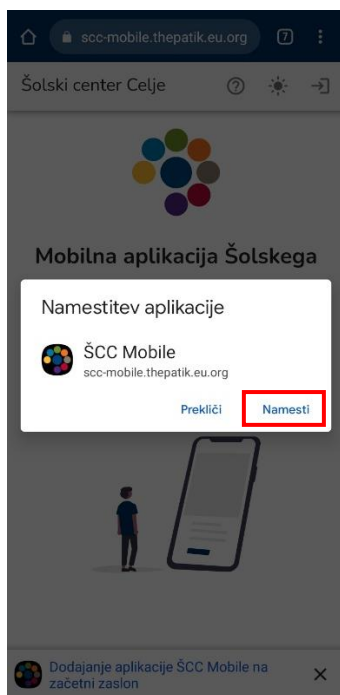 scc-mobile.thepatik.eu.org
7
Šolski center Celje
Mobilna aplikacija Šolskega
Namestitev aplikacije
ŠCC Mobile
scc-mobile.thepatik.eu.org
Prekliči Namesti
Dodajanje aplikacije ŠCC Mobile na
začetni zaslon